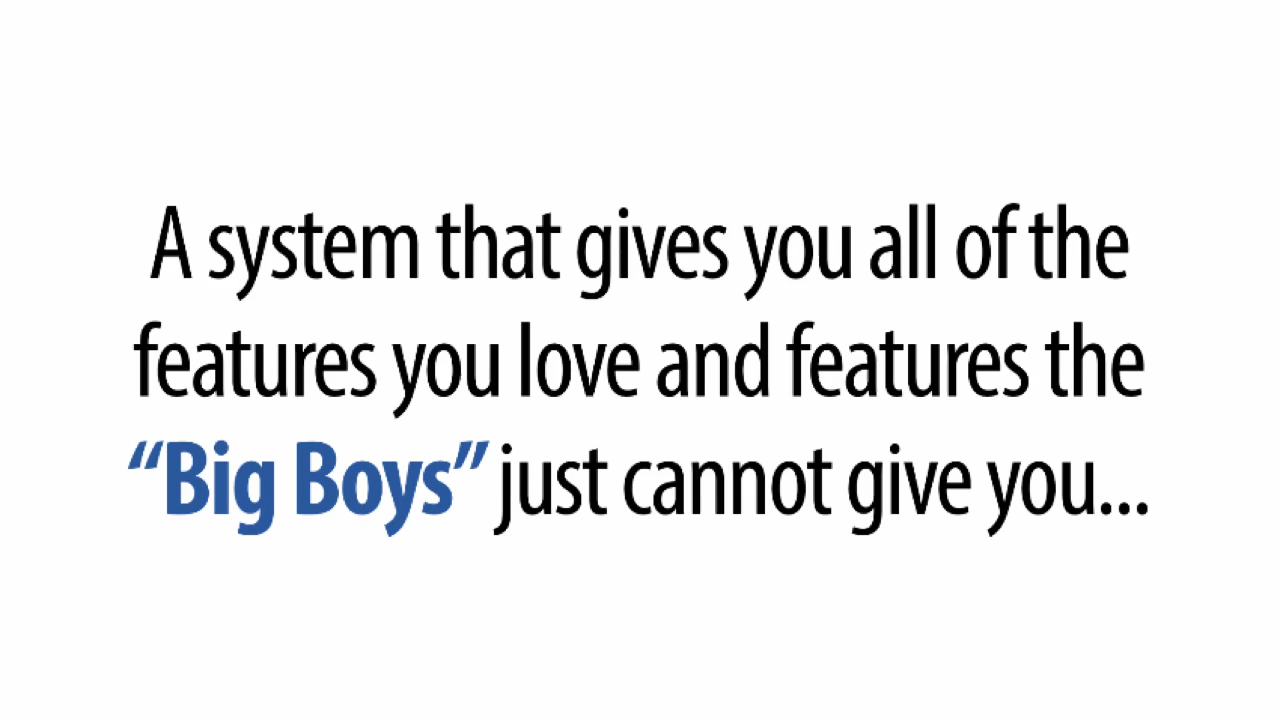 A system that gives you all of the
features you love and features the
“Big Boys” just cannot give you...